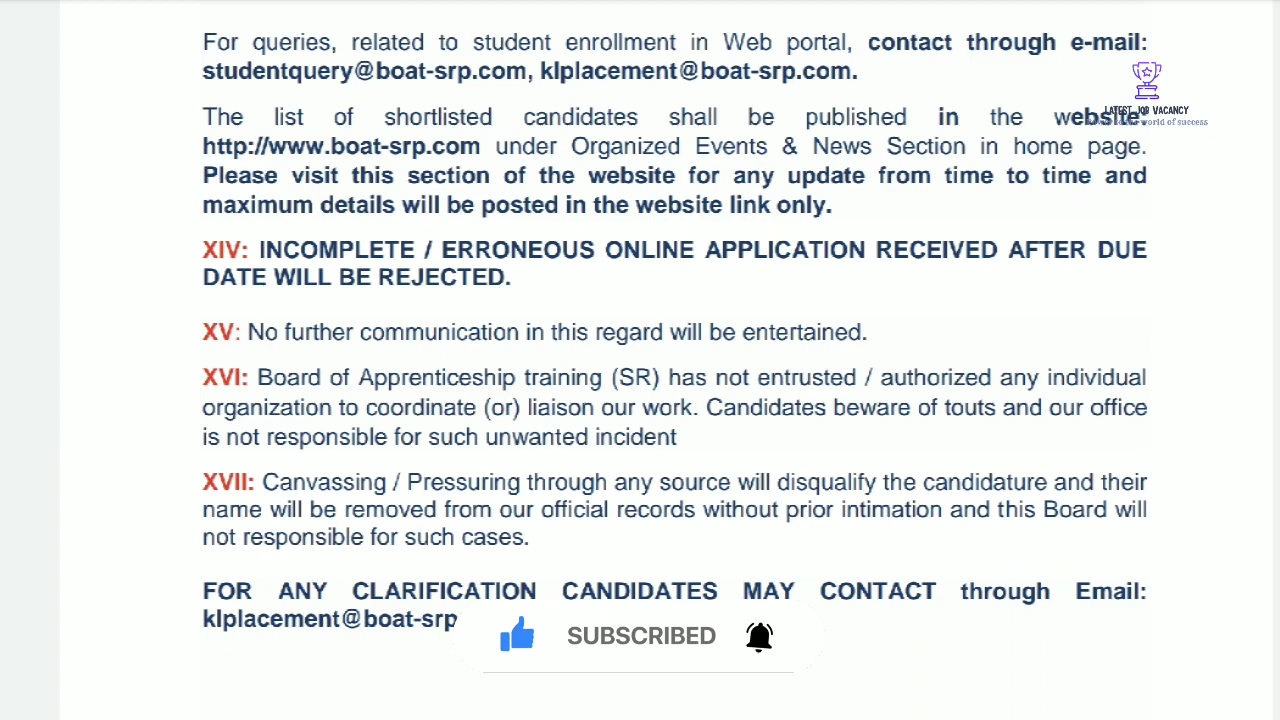 For queries, related to student enrollment in Web portal, contact through e-mail:
studentquery@boat-srp.com, klplacement@boat-srp.com.
The list of shortlisted candidates shall be published in the website
http://www.boat-srp.com under Organized Events & News Section in home page.
Please visit this section of the website for any update from time to time and
maximum details will be posted in the website link only.
XIV: INCOMPLETE / ERRONEOUS ONLINE APPLICATION RECEIVED AFTER DUE
DATE WILL BE REJECTED.
XV: No further communication in this regard will be entertained.
XVI: Board of Apprenticeship training (SR) has not entrusted / authorized any individual
organization to coordinate (or) liaison our work. Candidates beware of touts and our office
is not responsible for such unwanted incident
XVII: Canvassing / Pressuring through any source will disqualify the candidature and their
name will be removed from our official records without prior intimation and this Board will
not responsible for such cases.
FOR ANY CLARIFICATION CANDIDATES MAY CONTACT through Email:
klplacement@boat-srp
LATEST JOB VACANCY
world of success
SUBSCRIBED